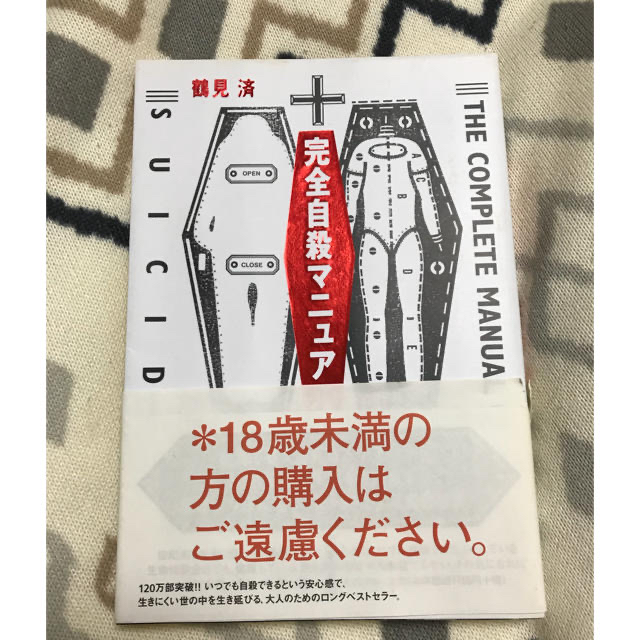 鶴見 済
完全自殺マニュア
THE COMPLETE MANUA
SUICID
OPEN
CLOSE
A
C
B
D
E
*18歳未満の
方の購入は
ご遠慮ください。
120万部突破!! いつでも自殺できるという安心感で、
生きにくい世の中を生き延びる、大人のためのロングベストセラー。